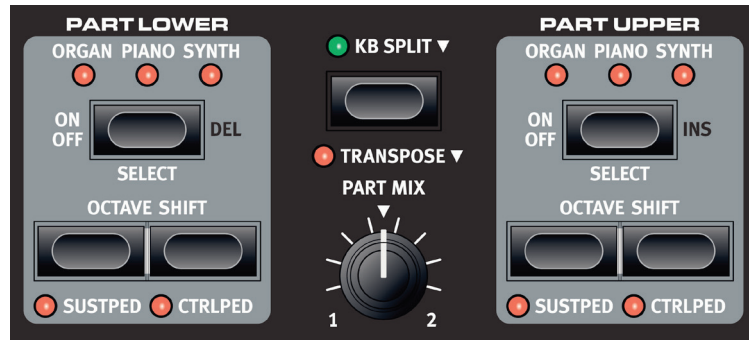 PART LOWER
ORGAN PIANO SYNTH
ON
OFF
DEL
SELECT
OCTAVE SHIFT
SUSTPED CTRLPED
KB SPLIT ▼
TRANSPOSE ▼
PART MIX
1 2
PART UPPER
ORGAN PIANO SYNTH
ON
OFF
INS
SELECT
OCTAVE SHIFT
SUSTPED CTRLPED